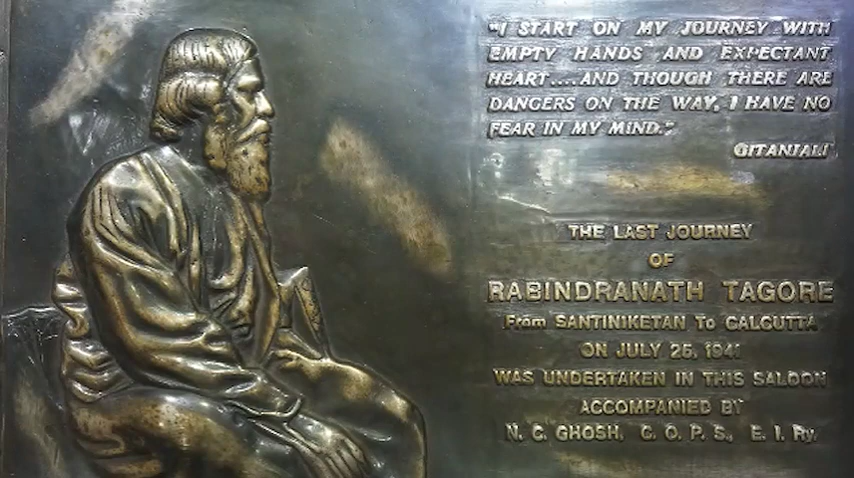 "I START ON MY JOURNEY WITH
EMPTY HANDS AND EXPECTANT
HEART....AND THOUGH THERE ARE
DANGERS ON THE WAY, I HAVE NO
FEAR IN MY MIND."
GITANJALI
THE LAST JOURNEY
OF
RABINDRANATH TAGORE
From SANTINIKETAN To CALCUTTA
ON JULY 25, 1941
WAS UNDERTAKEN IN THIS SALOON
ACCOMPANIED BY
N. C. GHOSH, C. O. P. S., E. I. Ry.